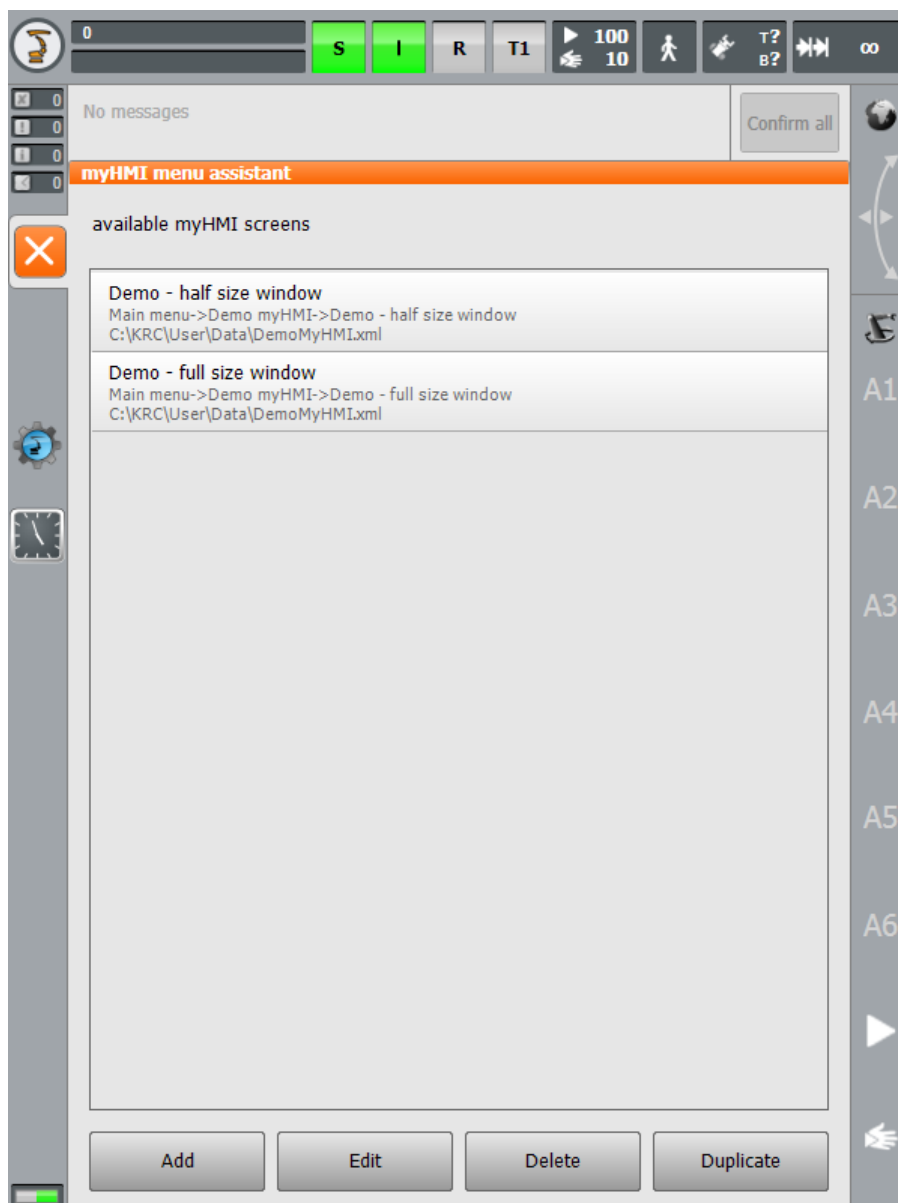 0
S I R T1 100 T?
10 B? ∞
0
0
0
0
No messages
Confirm all
myHMI menu assistant
available myHMI screens
Demo - half size window
Main menu->Demo myHMI->Demo - half size window
C:\KRC\User\Data\DemoMyHMI.xml
Demo - full size window
Main menu->Demo myHMI->Demo - full size window
C:\KRC\User\Data\DemoMyHMI.xml
A1
A2
A3
A4
A5
A6
Add Edit Delete Duplicate